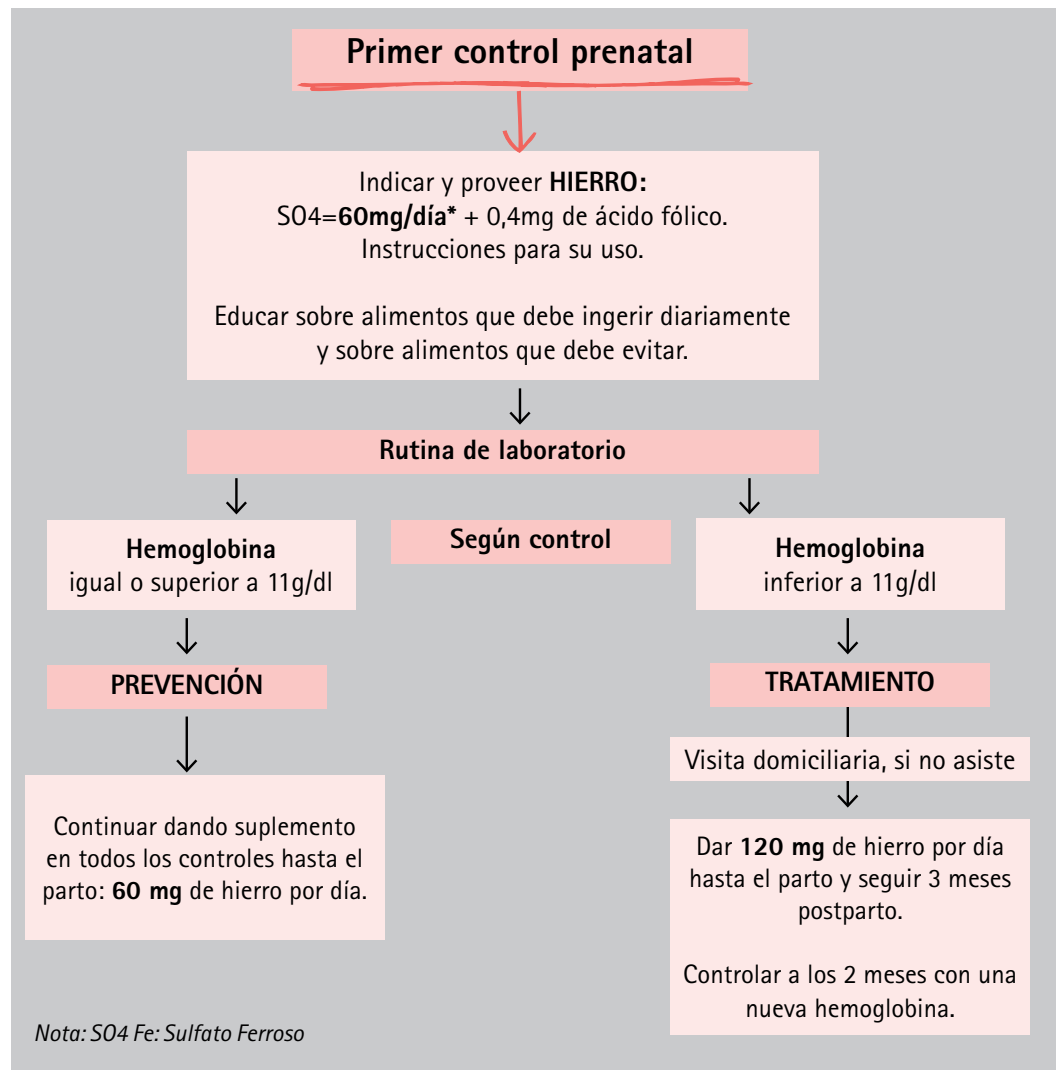 Primer control prenatal
Indicar y proveer HIERRO:
SO4=60mg/día* + 0,4mg de ácido fólico.
Instrucciones para su uso.
Educar sobre alimentos que debe ingerir diariamente
y sobre alimentos que debe evitar.
Rutina de laboratorio
Hemoglobina
igual o superior a 11g/dl
Según control
Hemoglobina
inferior a 11g/dl
PREVENCIÓN
TRATAMIENTO
Visita domiciliaria, si no asiste
Continuar dando suplemento
en todos los controles hasta el
parto: 60 mg de hierro por día.
Dar 120 mg de hierro por día
hasta el parto y seguir 3 meses
postparto.
Controlar a los 2 meses con una
nueva hemoglobina.
Nota: SO4 Fe: Sulfato Ferroso